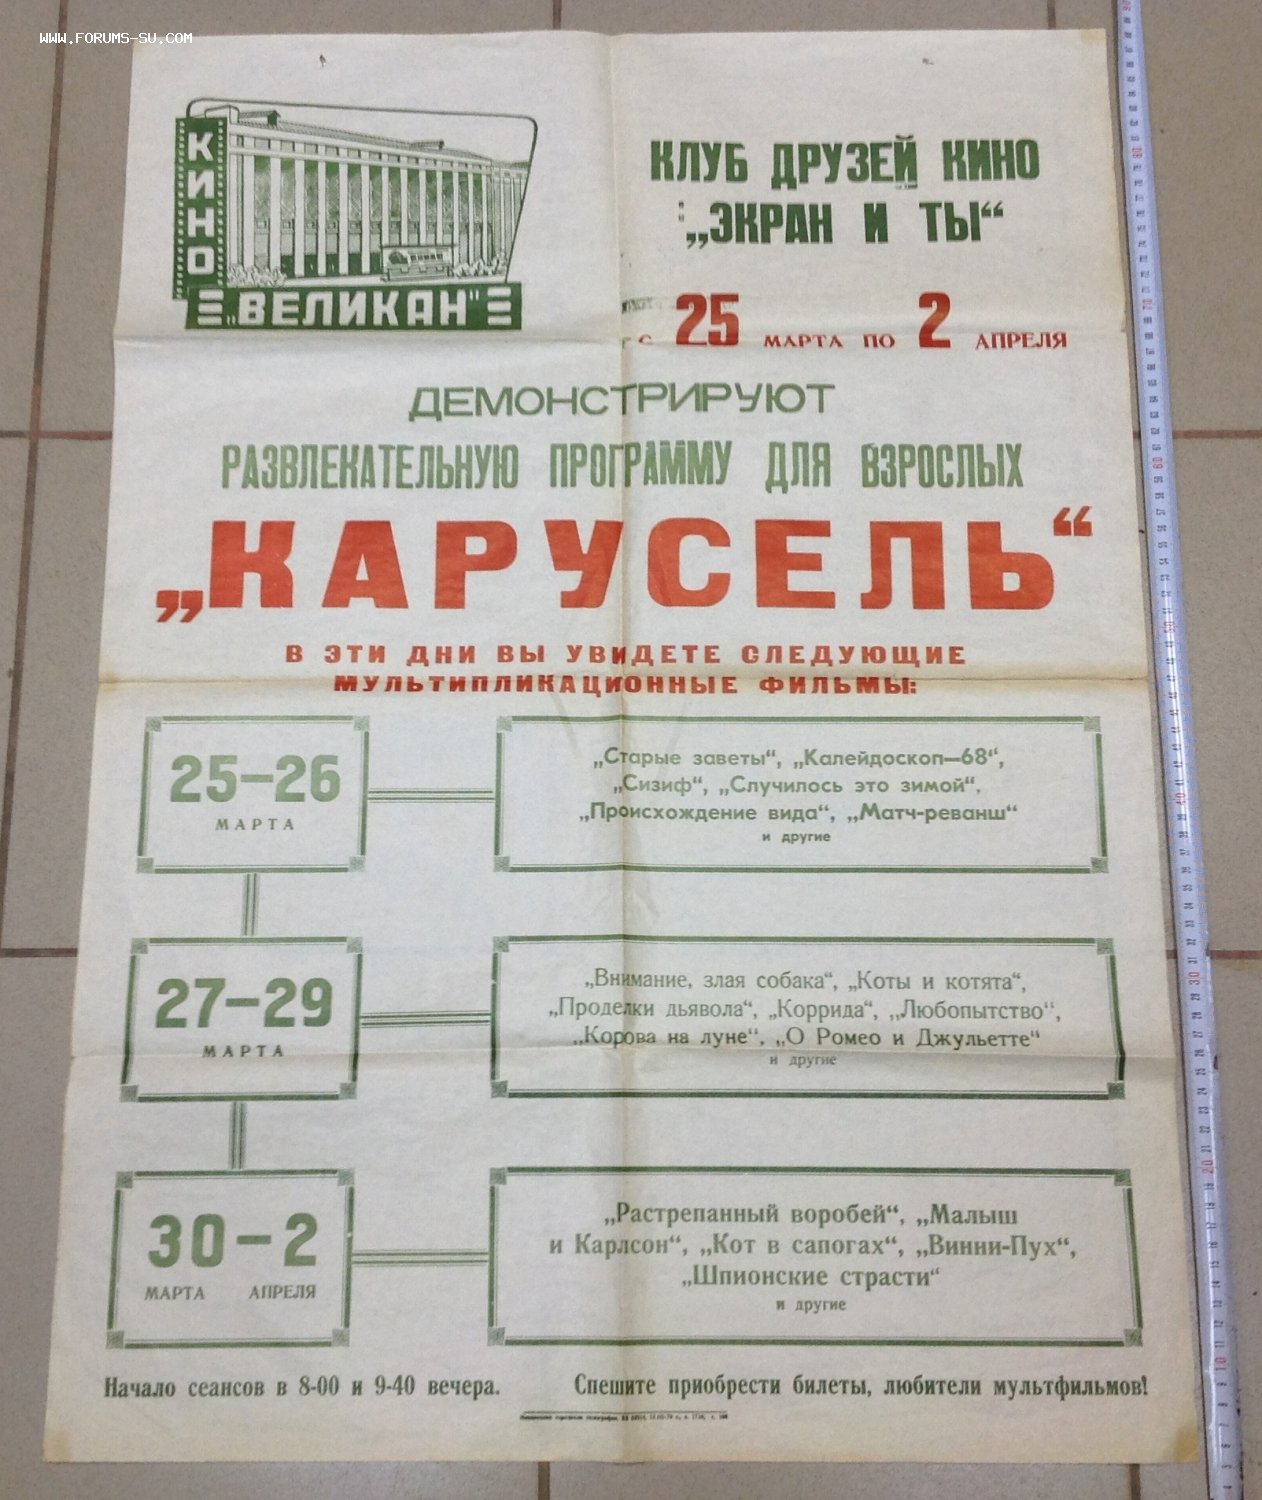 WWW.FORUMS-SU.COM
КИНО
„ВЕЛИКАН"
КЛУБ ДРУЗЕЙ КИНО
„ЭКРАН И ТЫ“
С 25 МАРТА ПО 2 АПРЕЛЯ
ДЕМОНСТРИРУЮТ
РАЗВЛЕКАТЕЛЬНУЮ ПРОГРАММУ ДЛЯ ВЗРОСЛЫХ
„КАРУСЕЛЬ“
В ЭТИ ДНИ ВЫ УВИДЕТЕ СЛЕДУЮЩИЕ
МУЛЬТИПЛИКАЦИОННЫЕ ФИЛЬМЫ:
25—26
МАРТА
„Старые заветы“, „Калейдоскоп—68“,
„Сизиф“, „Случилось это зимой“,
„Происхождение вида“, „Матч-реванш“
и другие
27—29
МАРТА
„Внимание, злая собака“, „Коты и котята“,
„Проделки дьявола“, „Коррида“, „Любопытство“,
„Корова на луне“, „О Ромео и Джульетте“
и другие
30—2
МАРТА АПРЕЛЯ
„Растрепанный воробей“, „Малыш
и Карлсон“, „Кот в сапогах“, „Винни-Пух“,
„Шпионские страсти“
и другие
Начало сеансов в 8-00 и 9-40 вечера.
Спешите приобрести билеты, любители мультфильмов!